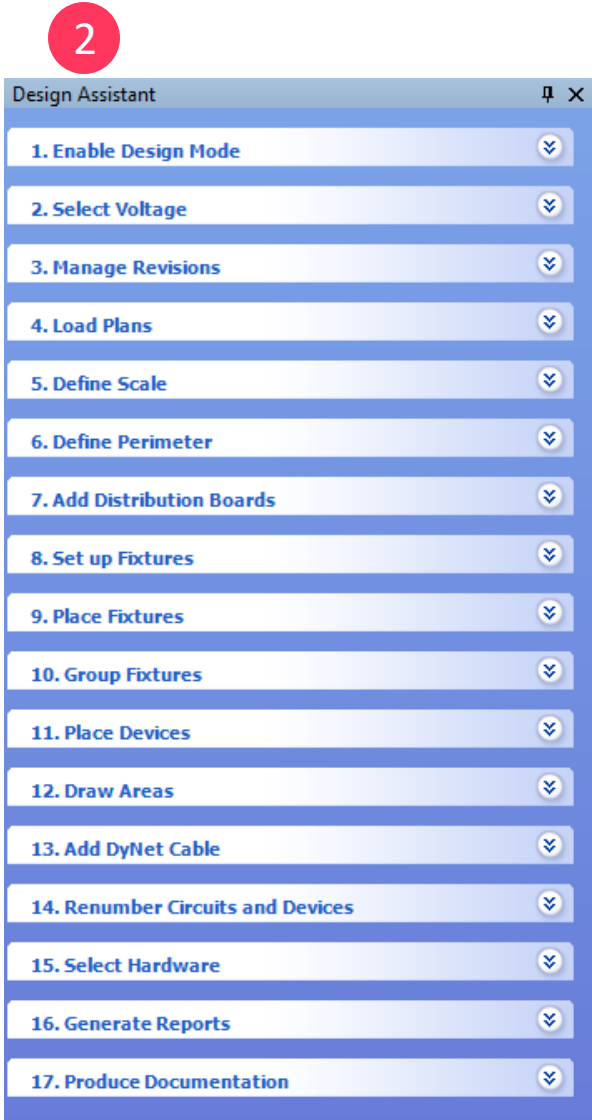 2
Design Assistant
1. Enable Design Mode
2. Select Voltage
3. Manage Revisions
4. Load Plans
5. Define Scale
6. Define Perimeter
7. Add Distribution Boards
8. Set up Fixtures
9. Place Fixtures
10. Group Fixtures
11. Place Devices
12. Draw Areas
13. Add DyNet Cable
14. Renumber Circuits and Devices
15. Select Hardware
16. Generate Reports
17. Produce Documentation